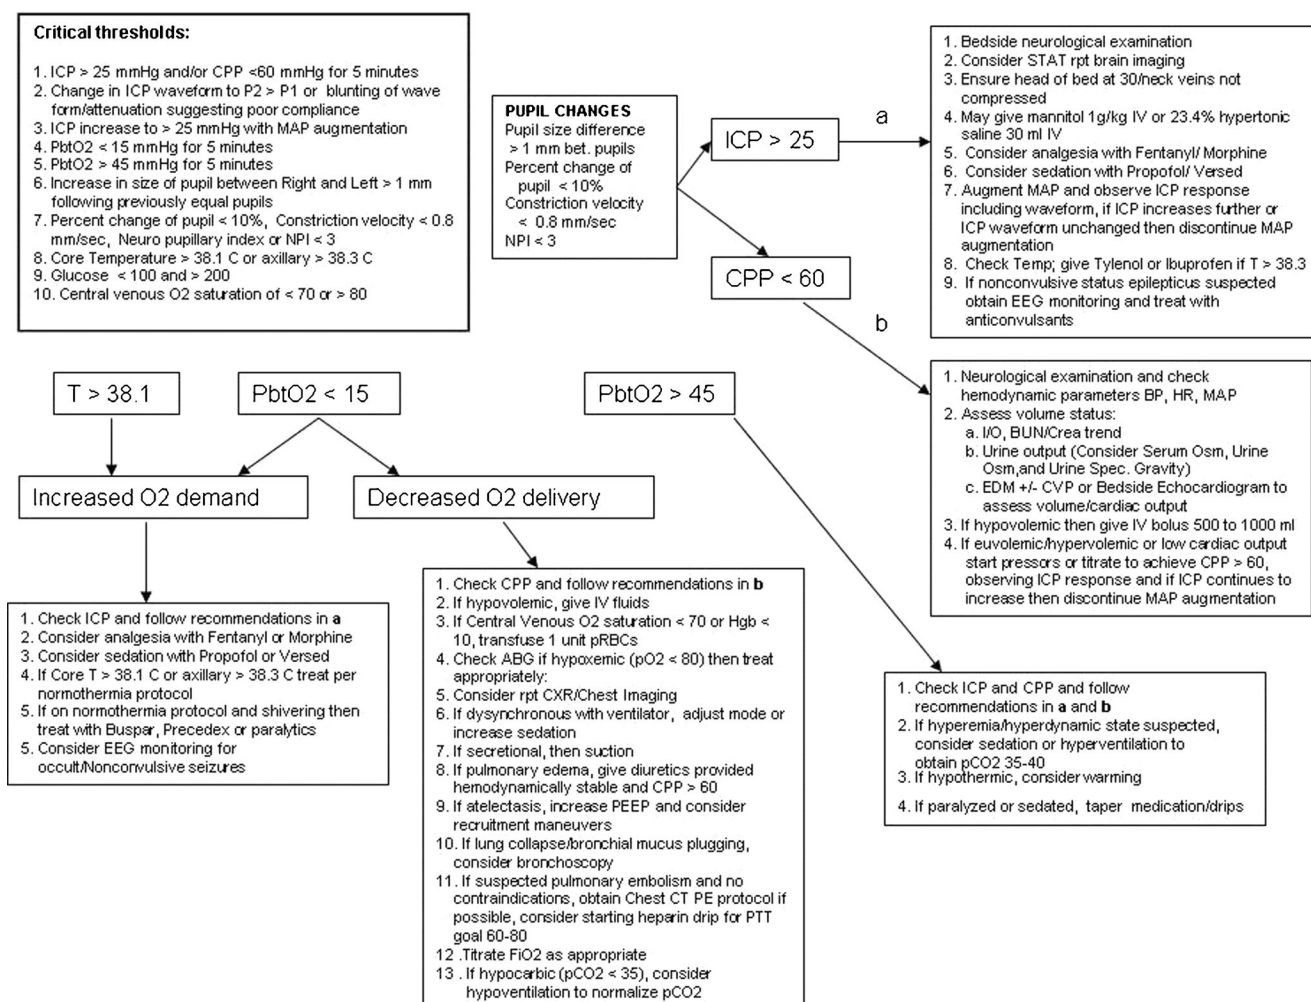 Critical thresholds:
1. ICP > 25 mmHg and/or CPP <60 mmHg for 5 minutes
2. Change in ICP waveform to P2 > P1 or blunting of wave
form/attenuation suggesting poor compliance
3. ICP increase to > 25 mmHg with MAP augmentation
4. PbtO2 < 15 mmHg for 5 minutes
5. PbtO2 > 45 mmHg for 5 minutes
6. Increase in size of pupil between Right and Left > 1 mm
following previously equal pupils
7. Percent change of pupil < 10%, Constriction velocity < 0.8
mm/sec, Neuro pupillary index or NPI < 3
8. Core Temperature > 38.1 C or axillary > 38.3 C
9. Glucose < 100 and > 200
10. Central venous O2 saturation of < 70 or > 80
PUPIL CHANGES
Pupil size difference
> 1 mm bet. pupils
Percent change of
pupil < 10%
Constriction velocity
< 0.8 mm/sec
NPI < 3
ICP > 25
a
CPP < 60
b
1. Bedside neurological examination
2. Consider STAT rpt brain imaging
3. Ensure head of bed at 30/neck veins not
compressed
4. May give mannitol 1g/kg IV or 23.4% hypertonic
saline 30 ml IV
5. Consider analgesia with Fentanyl/ Morphine
6. Consider sedation with Propofol/ Versed
7. Augment MAP and observe ICP response
including waveform, if ICP increases further or
ICP waveform unchanged then discontinue MAP
augmentation
8. Check Temp; give Tylenol or Ibuprofen if T > 38.3
9. If nonconvulsive status epilepticus suspected
obtain EEG monitoring and treat with
anticonvulsants
1. Neurological examination and check
hemodynamic parameters BP, HR, MAP
2. Assess volume status:
a. I/O, BUN/Crea trend
b. Urine output (Consider Serum Osm, Urine
Osm,and Urine Spec. Gravity)
c. EDM +/- CVP or Bedside Echocardiogram to
assess volume/cardiac output
3. If hypovolemic then give IV bolus 500 to 1000 ml
4. If euvolemic/hypervolemic or low cardiac output
start pressors or titrate to achieve CPP > 60,
observing ICP response and if ICP continues to
increase then discontinue MAP augmentation
T > 38.1
PbtO2 < 15
PbtO2 > 45
Increased O2 demand
Decreased O2 delivery
1. Check ICP and follow recommendations in a
2. Consider analgesia with Fentanyl or Morphine
3. Consider sedation with Propofol or Versed
4. If Core T > 38.1 C or axillary > 38.3 C treat per
normothermia protocol
5. If on normothermia protocol and shivering then
treat with Buspar, Precedex or paralytics
5. Consider EEG monitoring for
occult/Nonconvulsive seizures
1. Check CPP and follow recommendations in b
2. If hypovolemic, give IV fluids
3. If Central Venous O2 saturation < 70 or Hgb <
10, transfuse 1 unit pRBCs
4. Check ABG if hypoxemic (pO2 < 80) then treat
appropriately:
5. Consider rpt CXR/Chest Imaging
6. If dysynchronous with ventilator, adjust mode or
increase sedation
7. If secretional, then suction
8. If pulmonary edema, give diuretics provided
hemodynamically stable and CPP > 60
9. If atelectasis, increase PEEP and consider
recruitment maneuvers
10. If lung collapse/bronchial mucus plugging,
consider bronchoscopy
11. If suspected pulmonary embolism and no
contraindications, obtain Chest CT PE protocol if
possible, consider starting heparin drip for PTT
goal 60-80
12 .Titrate FiO2 as appropriate
13 . If hypocarbic (pCO2 < 35), consider
hypoventilation to normalize pCO2
1. Check ICP and CPP and follow
recommendations in a and b
2. If hyperemia/hyperdynamic state suspected,
consider sedation or hyperventilation to
obtain pCO2 35-40
3. If hypothermic, consider warming
4. If paralyzed or sedated, taper medication/drips